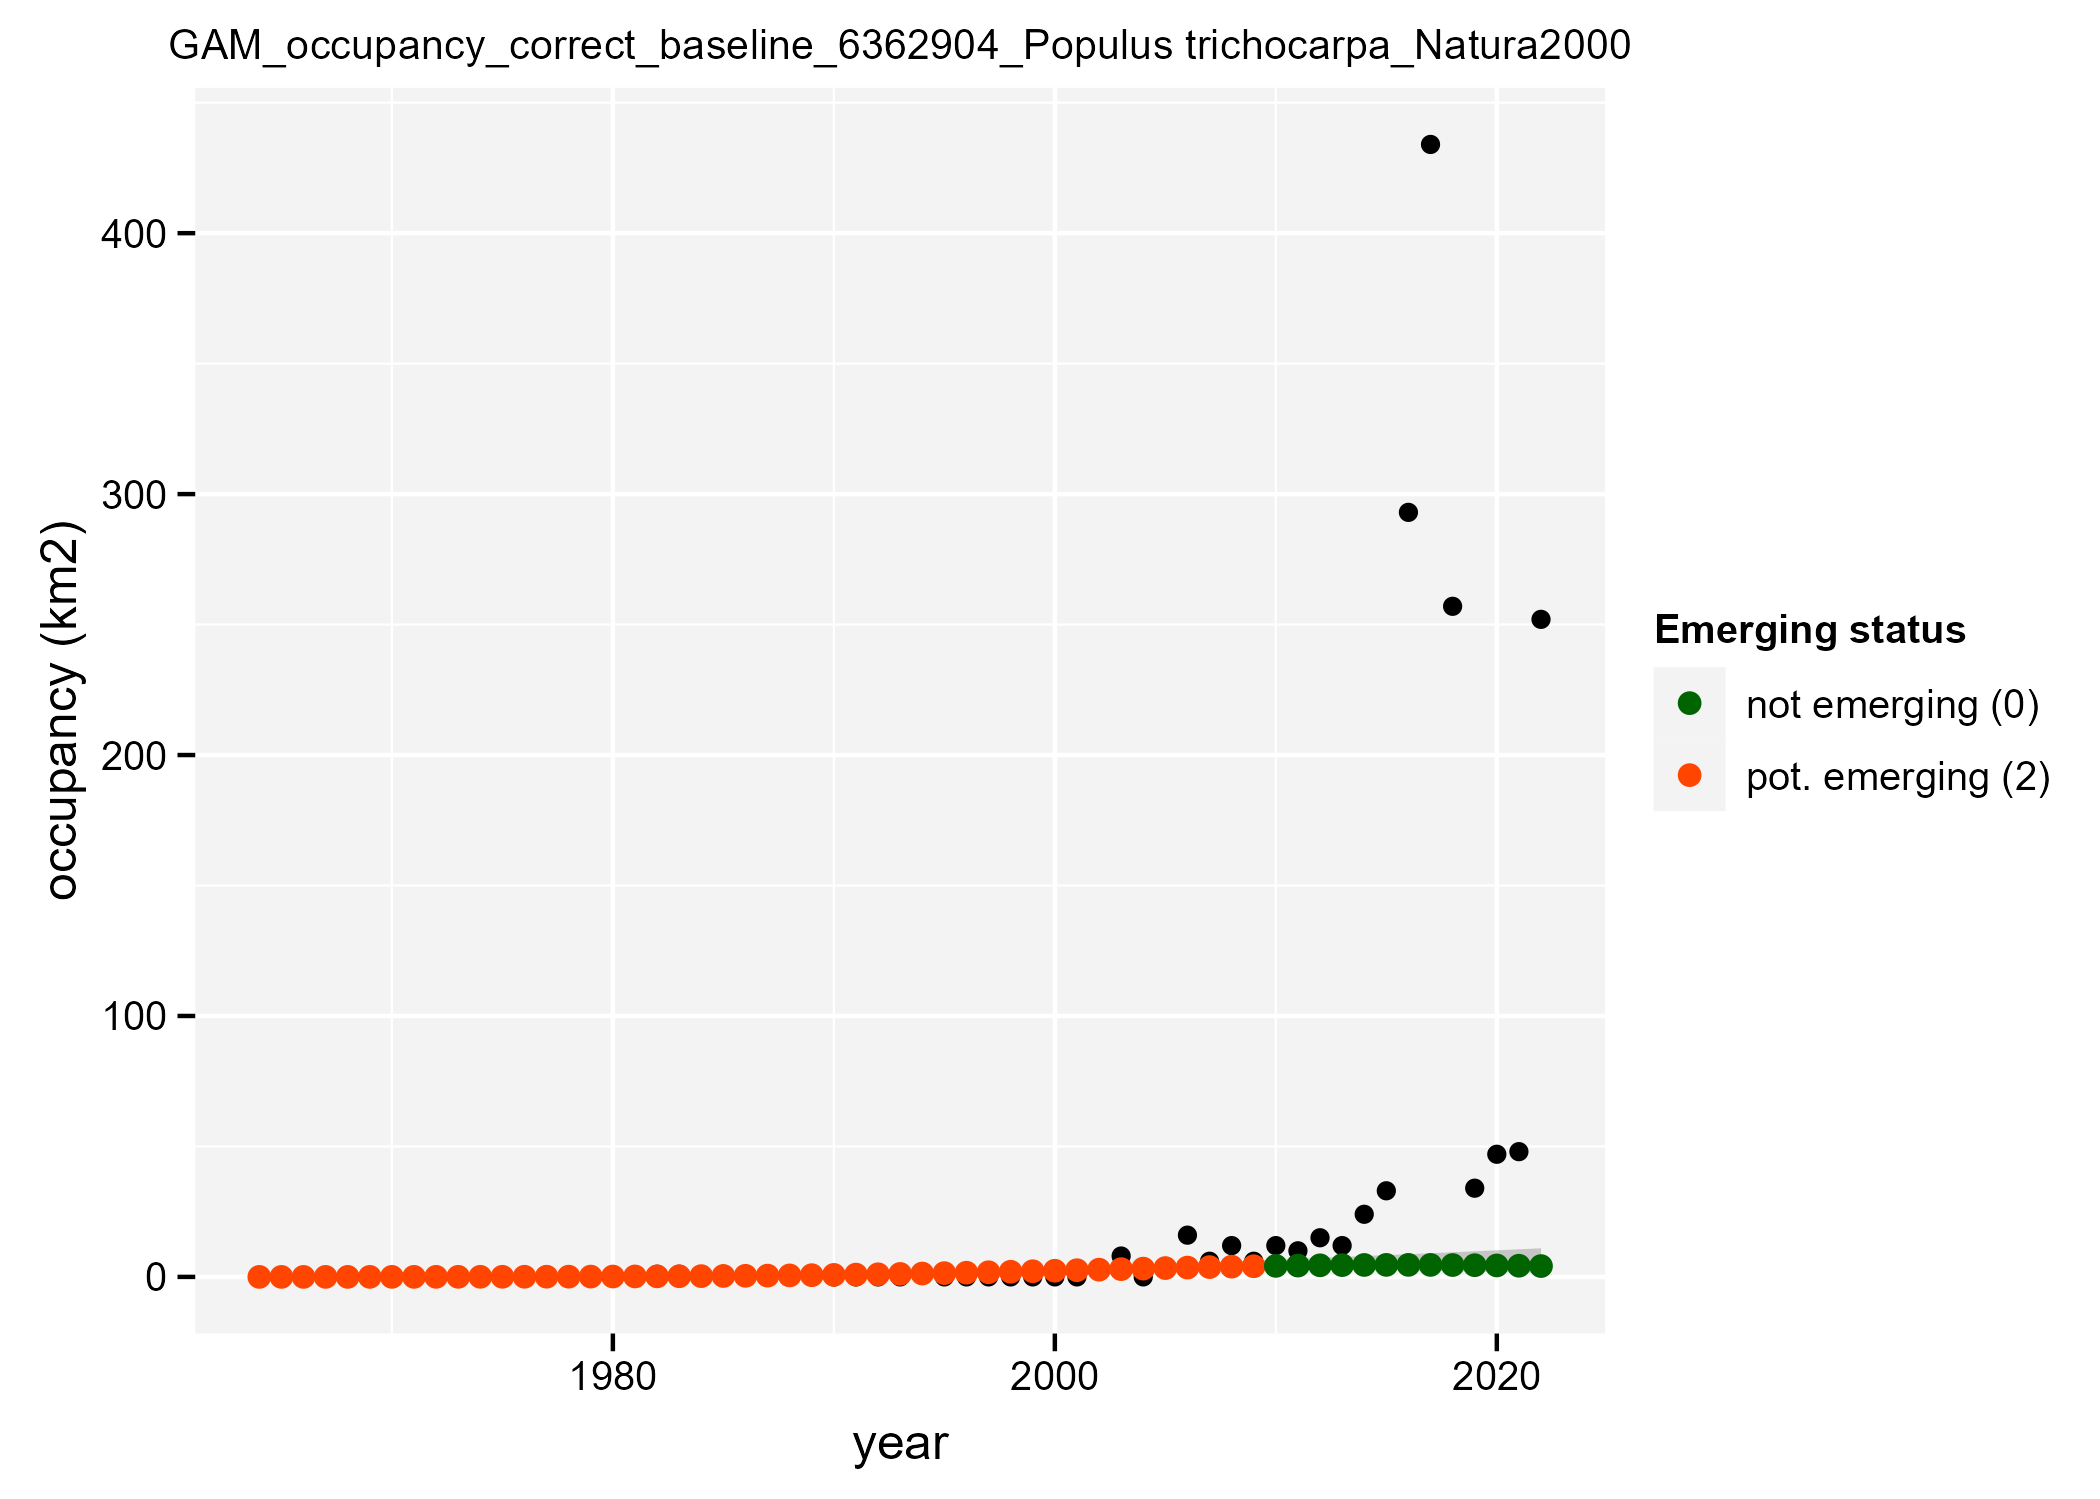 GAM_occupancy_correct_baseline_6362904_Populus trichocarpa_Natura2000
400
300
200
100
0
occupancy (km2)
1980
2000
2020
year
Emerging status
not emerging (0)
pot. emerging (2)